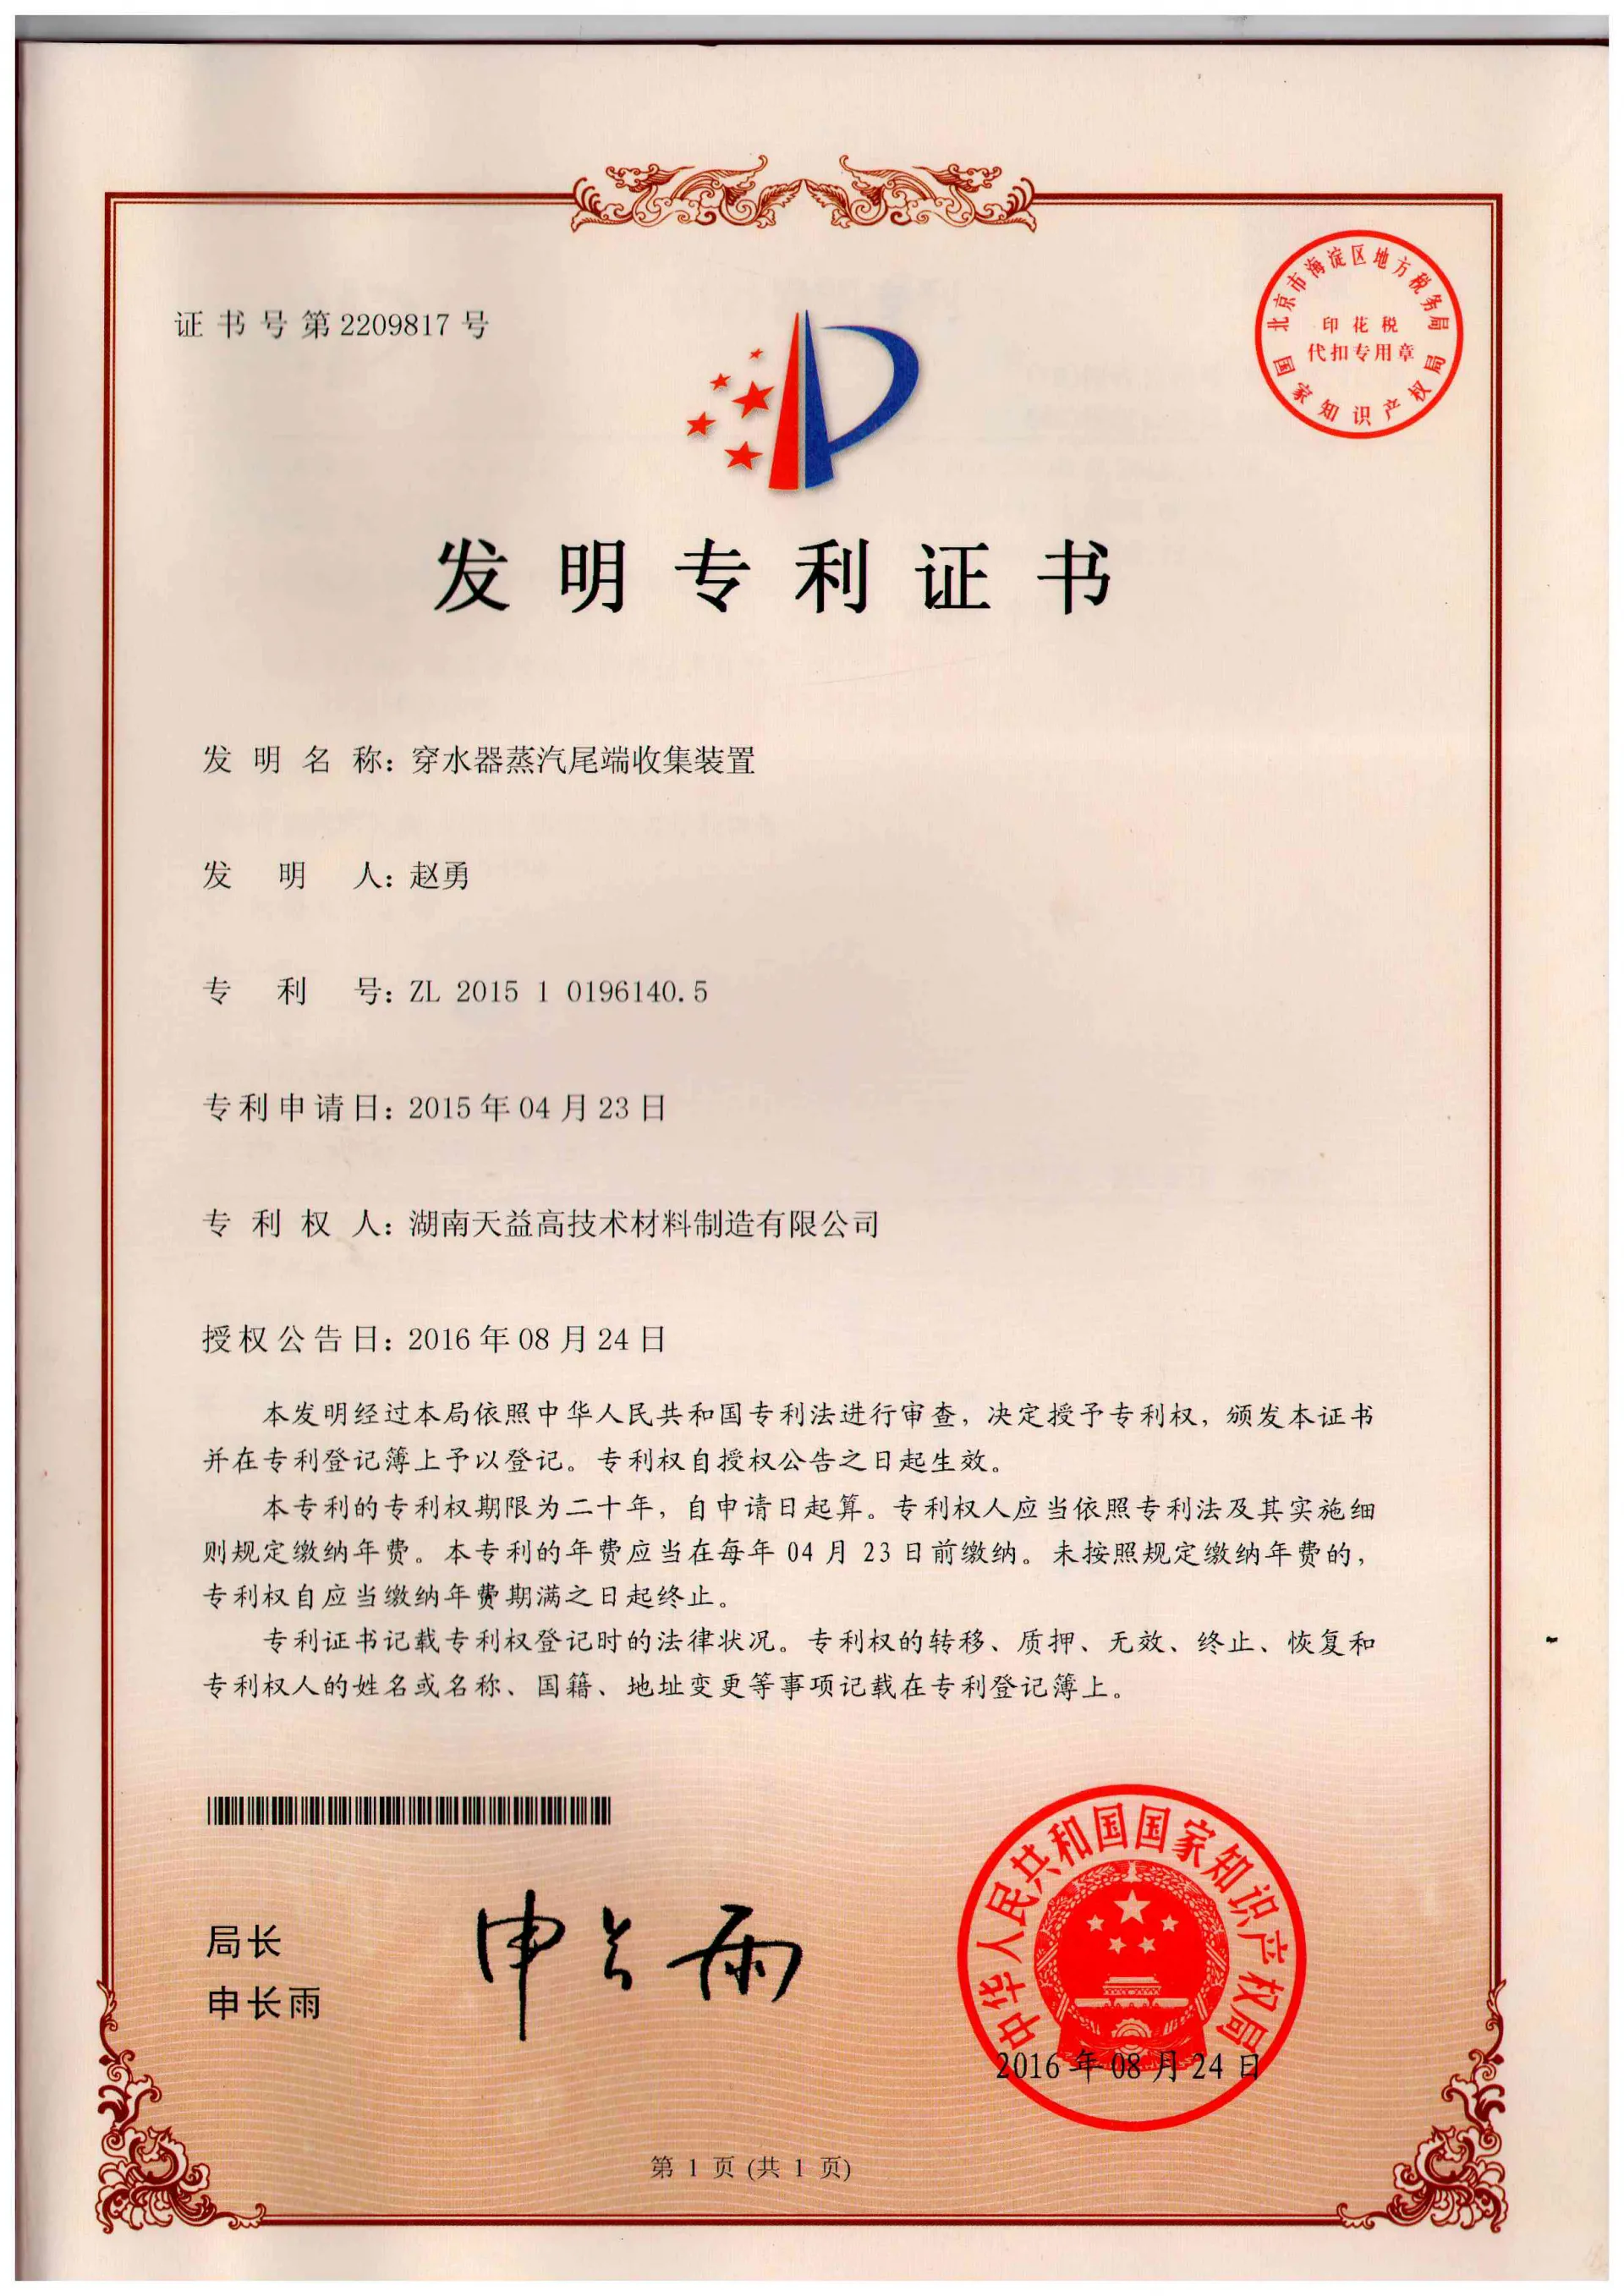 证书号第2209817号
北京市海淀区地方税务局
印花税
代扣专用章
国家知识产权局
发明专利证书
发明名称：穿水器蒸汽尾端收集装置
发明人：赵勇
专利号：ZL 2015 1 0196140.5
专利申请日：2015年04月23日
专利权人：湖南天益高技术材料制造有限公司
授权公告日：2016年08月24日
本发明经过本局依照中华人民共和国专利法进行审查，决定授予专利权，颁发本证书
并在专利登记簿上予以登记。专利权自授权公告之日起生效。
本专利的专利权期限为二十年，自申请日起算。专利权人应当依照专利法及其实施细
则规定缴纳年费。本专利的年费应当在每年04月23日前缴纳。未按照规定缴纳年费的，
专利权自应当缴纳年费期满之日起终止。
专利证书记载专利权登记时的法律状况。专利权的转移、质押、无效、终止、恢复和
专利权人的姓名或名称、国籍、地址变更等事项记载在专利登记簿上。
局长
申长雨
申长雨
中华人民共和国国家知识产权局
2016年08月24日
第1页(共1页)